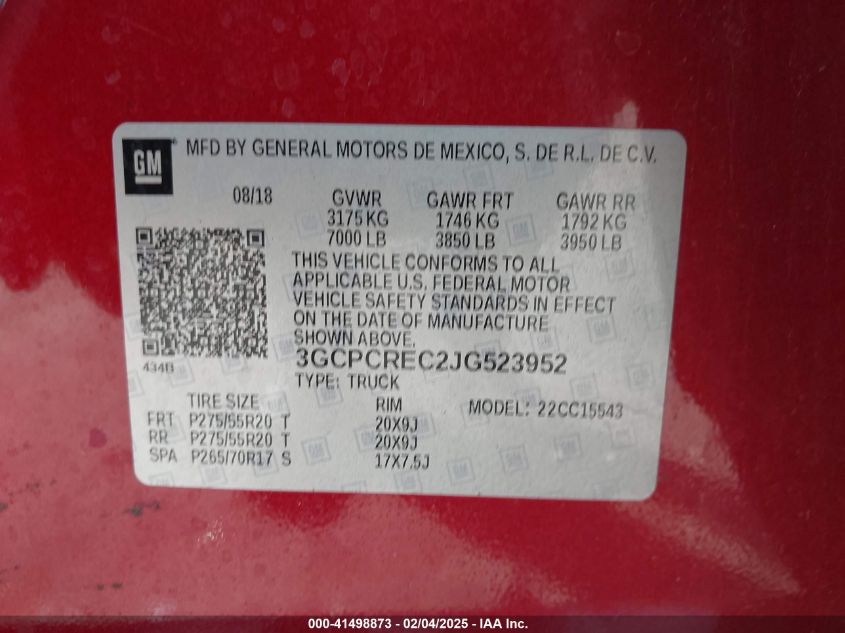 GM
MFD BY GENERAL MOTORS DE MEXICO, S. DE R.L. DE C.V.
08/18 GVWR GAWR FRT GAWR RR
3175 KG 1746 KG 1792 KG
7000 LB 3850 LB 3950 LB
THIS VEHICLE CONFORMS TO ALL
APPLICABLE U.S. FEDERAL MOTOR
VEHICLE SAFETY STANDARDS IN EFFECT
ON THE DATE OF MANUFACTURE
SHOWN ABOVE.
434B
3GCPCREC2JG523952
TYPE: TRUCK
TIRE SIZE RIM MODEL: 22CC15543
FRT P275/55R20 T 20X9J
RR P275/55R20 T 20X9J
SPA P265/70R17 S 17X7.5J
000-41498873 - 02/04/2025 - IAA Inc.